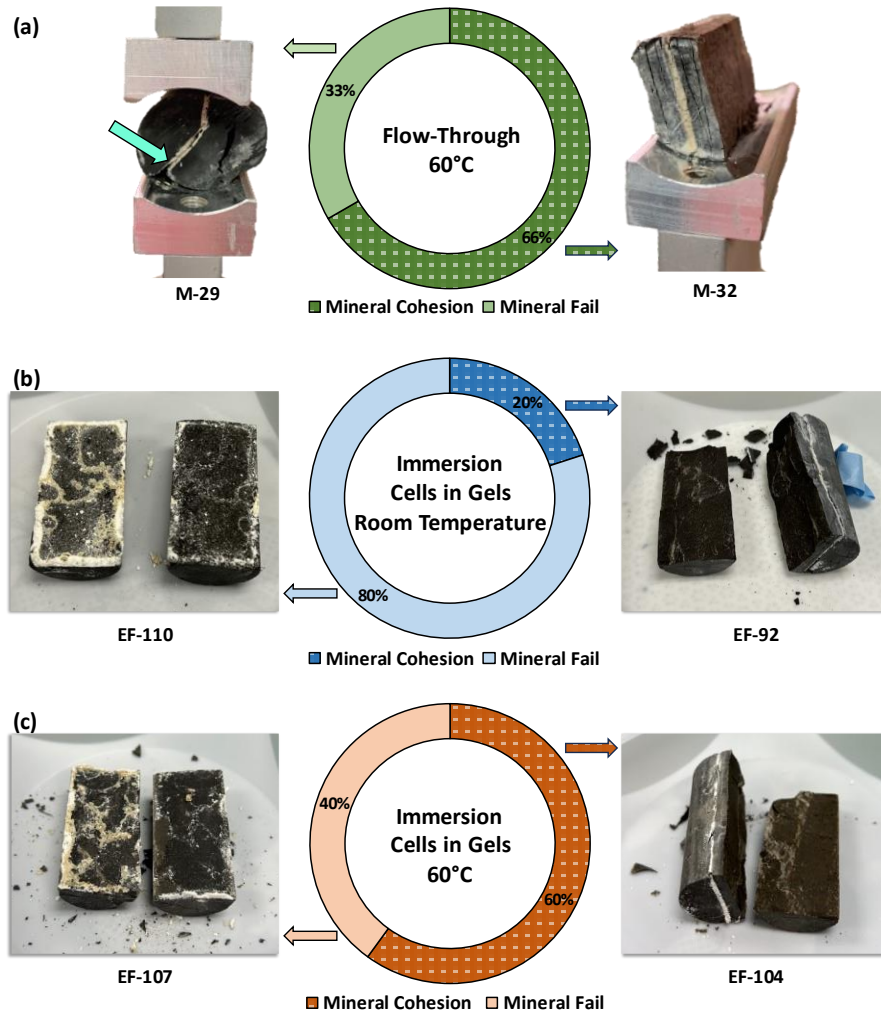 (a)
33%
Flow-Through
60°C
66%
M-29
M-32
Mineral Cohesion Mineral Fail
(b)
20%
Immersion
Cells in Gels
Room Temperature
80%
EF-110
EF-92
Mineral Cohesion Mineral Fail
(c)
40%
Immersion
Cells in Gels
60°C
60%
EF-107
EF-104
Mineral Cohesion Mineral Fail